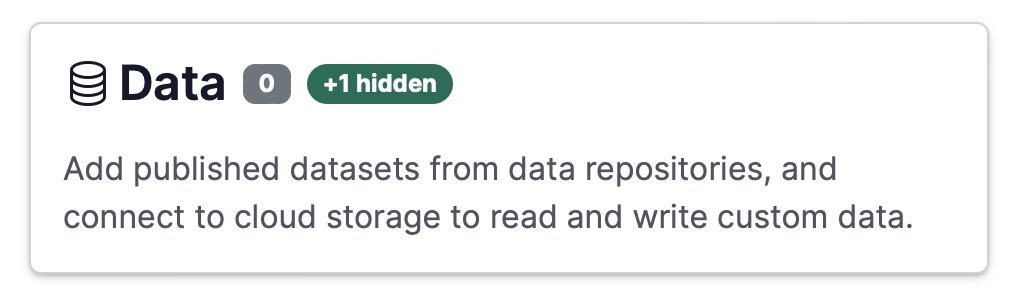 Data 0 +1 hidden
Add published datasets from data repositories, and
connect to cloud storage to read and write custom data.